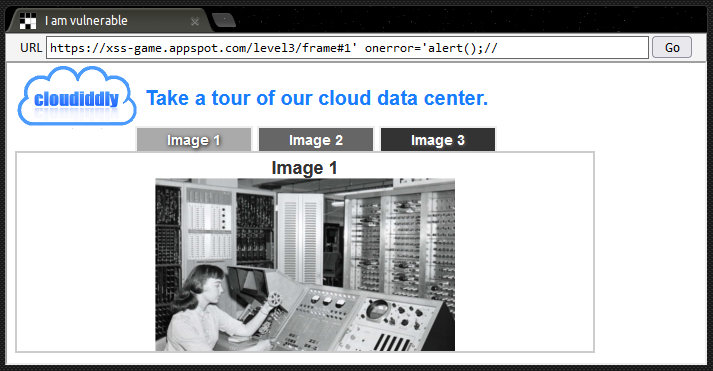 I am vulnerable
URL https://xss-game.appspot.com/level3/frame#1' onerror='alert();// Go
cloudiddly Take a tour of our cloud data center.
Image 1 Image 2 Image 3
Image 1